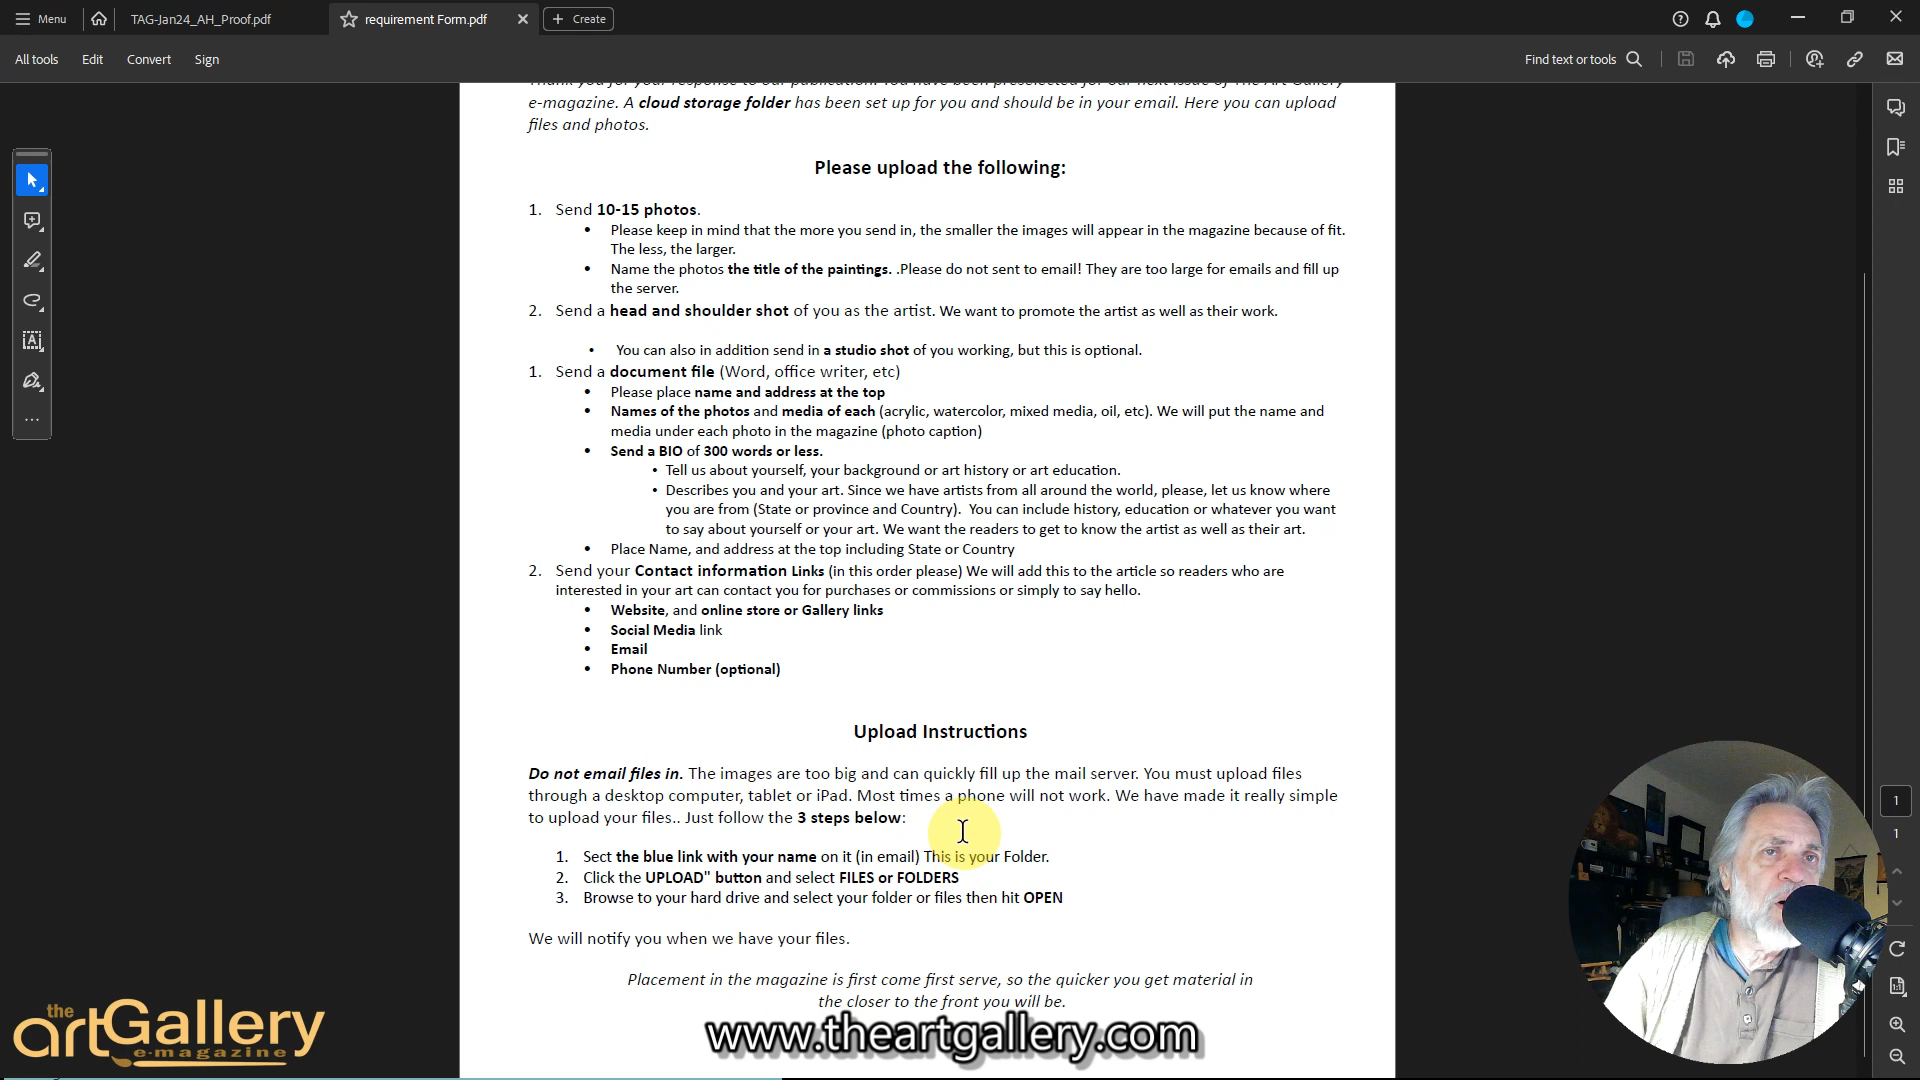 Menu
TAG-Jan24_AH_Proof.pdf
requirement Form.pdf
Create
All tools
Edit
Convert
Sign
Find text or tools
Thank you for your response to our publication. You have been preselected for our next issue of The Art Gallery
e-magazine. A cloud storage folder has been set up for you and should be in your email. Here you can upload
files and photos.
Please upload the following:
1. Send 10-15 photos.
• Please keep in mind that the more you send in, the smaller the images will appear in the magazine because of fit.
The less, the larger.
• Name the photos the title of the paintings. .Please do not sent to email! They are too large for emails and fill up
the server.
2. Send a head and shoulder shot of you as the artist. We want to promote the artist as well as their work.
• You can also in addition send in a studio shot of you working, but this is optional.
1. Send a document file (Word, office writer, etc)
• Please place name and address at the top
• Names of the photos and media of each (acrylic, watercolor, mixed media, oil, etc). We will put the name and
media under each photo in the magazine (photo caption)
• Send a BIO of 300 words or less.
• Tell us about yourself, your background or art history or art education.
• Describes you and your art. Since we have artists from all around the world, please, let us know where
you are from (State or province and Country). You can include history, education or whatever you want
to say about yourself or your art. We want the readers to get to know the artist as well as their art.
• Place Name, and address at the top including State or Country
2. Send your Contact information Links (in this order please) We will add this to the article so readers who are
interested in your art can contact you for purchases or commissions or simply to say hello.
• Website, and online store or Gallery links
• Social Media link
• Email
• Phone Number (optional)
Upload Instructions
Do not email files in. The images are too big and can quickly fill up the mail server. You must upload files
through a desktop computer, tablet or iPad. Most times a phone will not work. We have made it really simple
to upload your files.. Just follow the 3 steps below:
1. Sect the blue link with your name on it (in email) This is your Folder.
2. Click the UPLOAD" button and select FILES or FOLDERS
3. Browse to your hard drive and select your folder or files then hit OPEN
We will notify you when we have your files.
Placement in the magazine is first come first serve, so the quicker you get material in
the closer to the front you will be.
1
1
the
artGallery
e-magazine
www.theartgallery.com